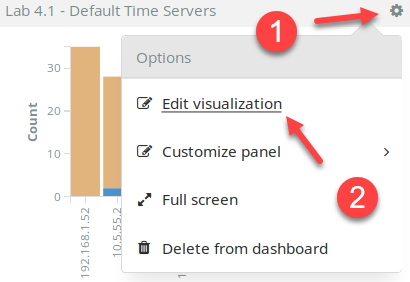 Lab 4.1 - Default Time Servers
1
Options
Edit visualization
Customize panel
2
Full screen
Delete from dashboard
Count
30
20
10
0
192.168.1.52
10.5.55.2